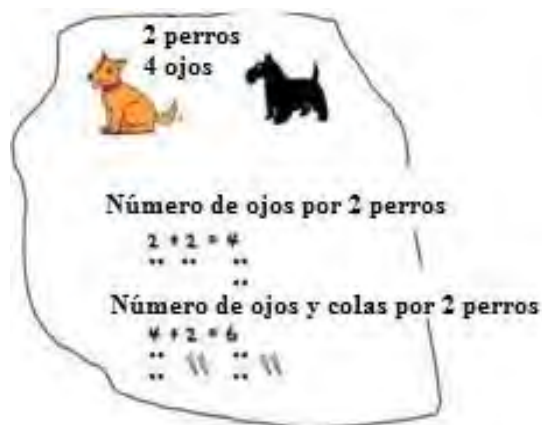 2 perros
4 ojos
Número de ojos por 2 perros
2 + 2 = 4
Número de ojos y colas por 2 perros
4 + 2 = 6